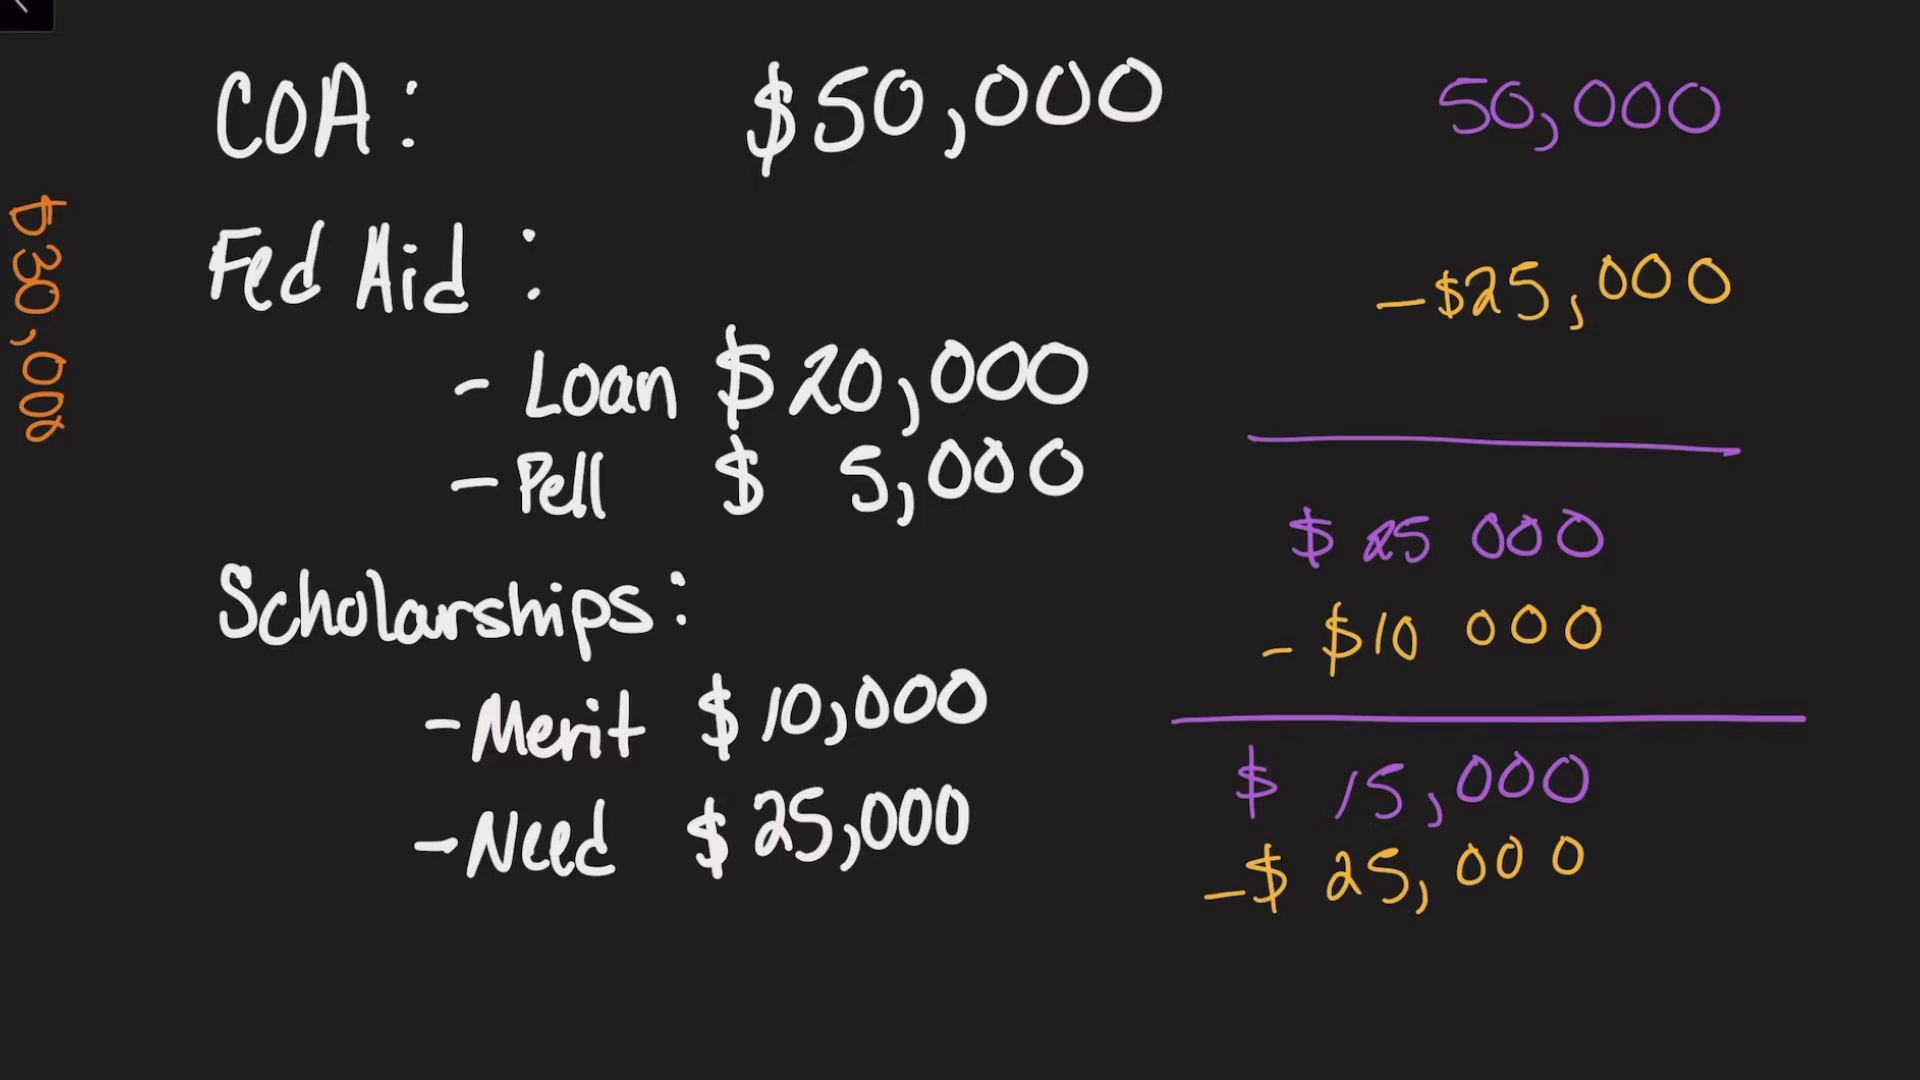 COA: $50,000
Fed Aid:
- Loan $20,000
- Pell $ 5,000
Scholarships:
- Merit $10,000
- Need $25,000
50,000
- $25,000
$ 25 000
- $10 000
$ 15,000
- $ 25,000
$30,000